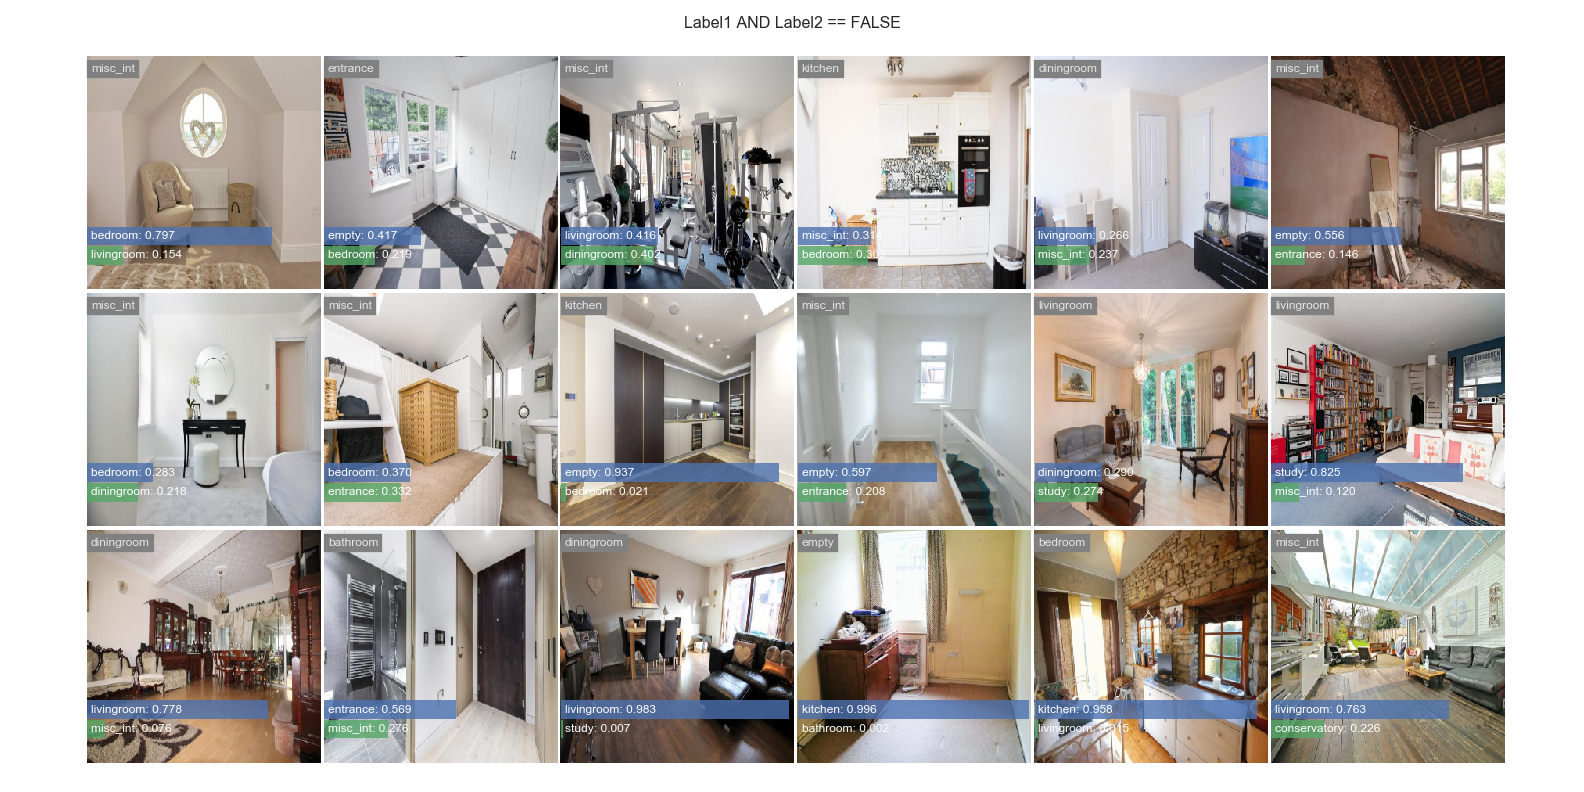 Label1 AND Label2 == FALSE
misc_int
bedroom: 0.797
livingroom: 0.154
entrance
empty: 0.417
bedroom: 0.219
misc_int
livingroom: 0.416
diningroom: 0.402
kitchen
misc_int: 0.314
bedroom: 0.303
diningroom
livingroom: 0.266
misc_int: 0.237
misc_int
empty: 0.556
entrance: 0.146
misc_int
bedroom: 0.283
diningroom: 0.218
misc_int
bedroom: 0.370
entrance: 0.332
kitchen
empty: 0.937
bedroom: 0.021
misc_int
empty: 0.597
entrance: 0.208
livingroom
diningroom: 0.290
study: 0.274
livingroom
study: 0.825
misc_int: 0.120
diningroom
livingroom: 0.778
misc_int: 0.076
bathroom
entrance: 0.569
misc_int: 0.276
diningroom
livingroom: 0.983
study: 0.007
empty
kitchen: 0.996
bathroom: 0.002
bedroom
kitchen: 0.958
livingroom: 0.015
misc_int
livingroom: 0.763
conservatory: 0.226